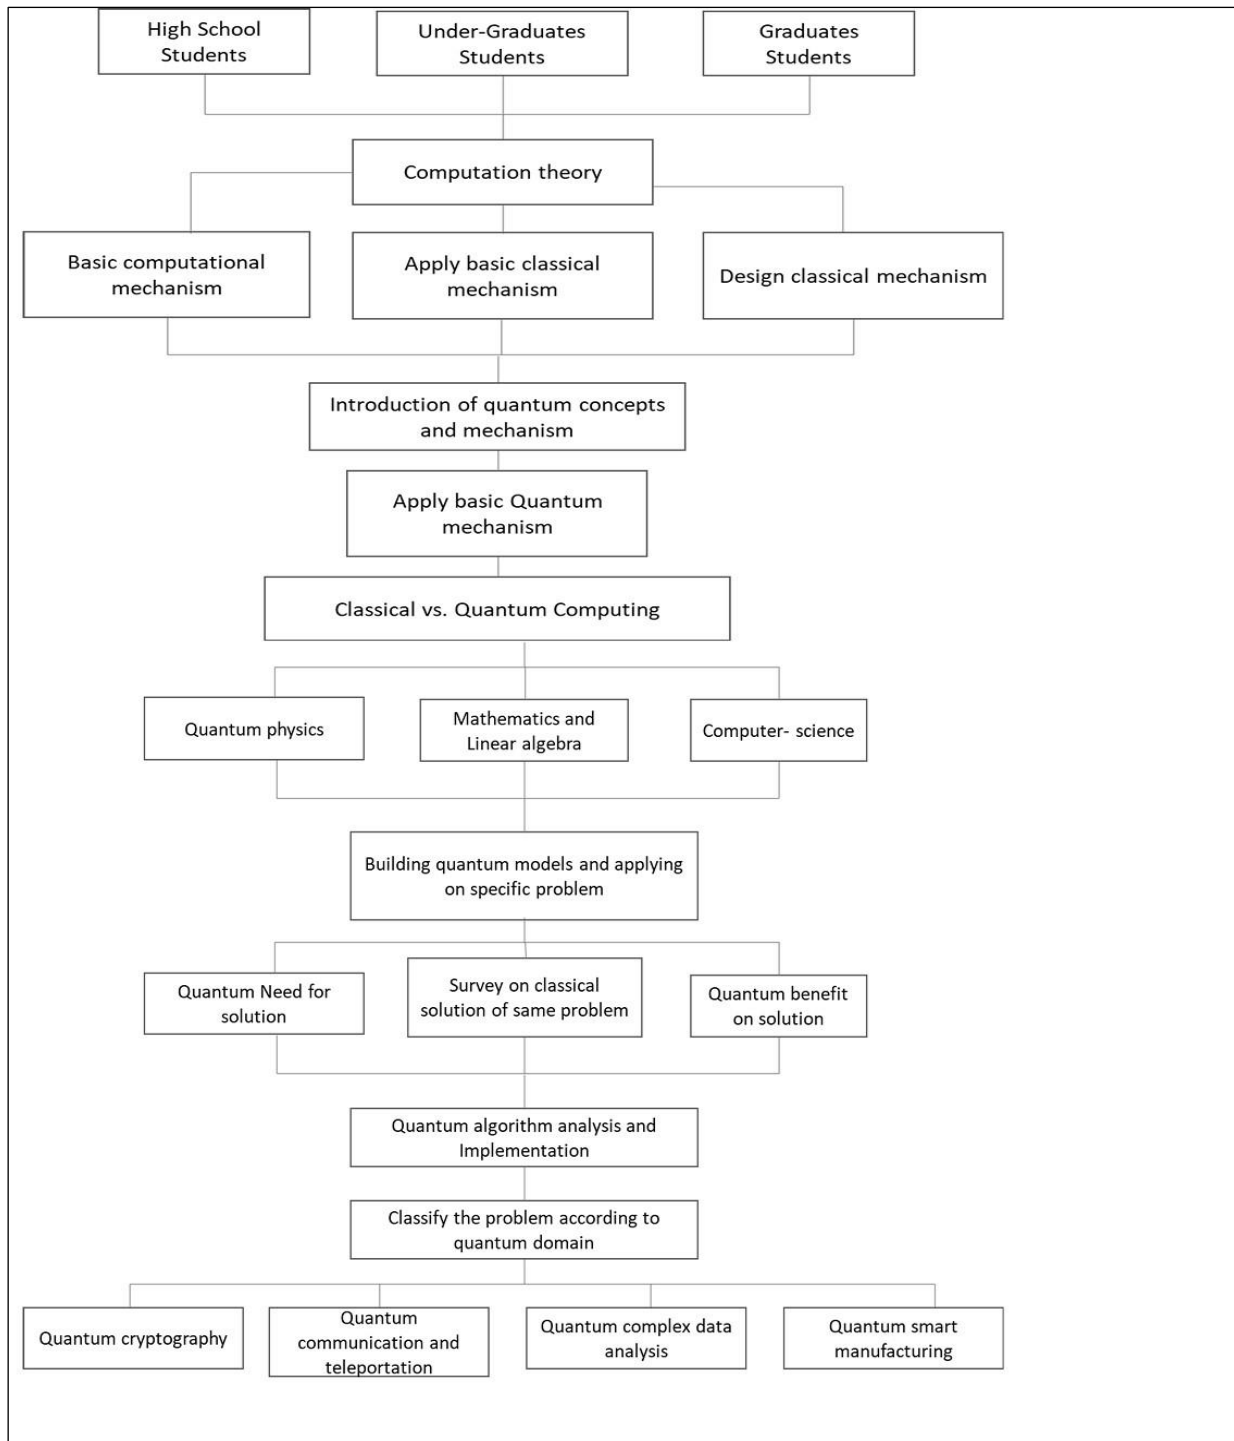 High School
Students
Under-Graduates
Students
Graduates
Students
Computation theory
Basic computational
mechanism
Apply basic classical
mechanism
Design classical mechanism
Introduction of quantum concepts
and mechanism
Apply basic Quantum
mechanism
Classical vs. Quantum Computing
Quantum physics
Mathematics and
Linear algebra
Computer- science
Building quantum models and applying
on specific problem
Quantum Need for
solution
Survey on classical
solution of same problem
Quantum benefit
on solution
Quantum algorithm analysis and
Implementation
Classify the problem according to
quantum domain
Quantum cryptography
Quantum
communication and
teleportation
Quantum complex data
analysis
Quantum smart
manufacturing